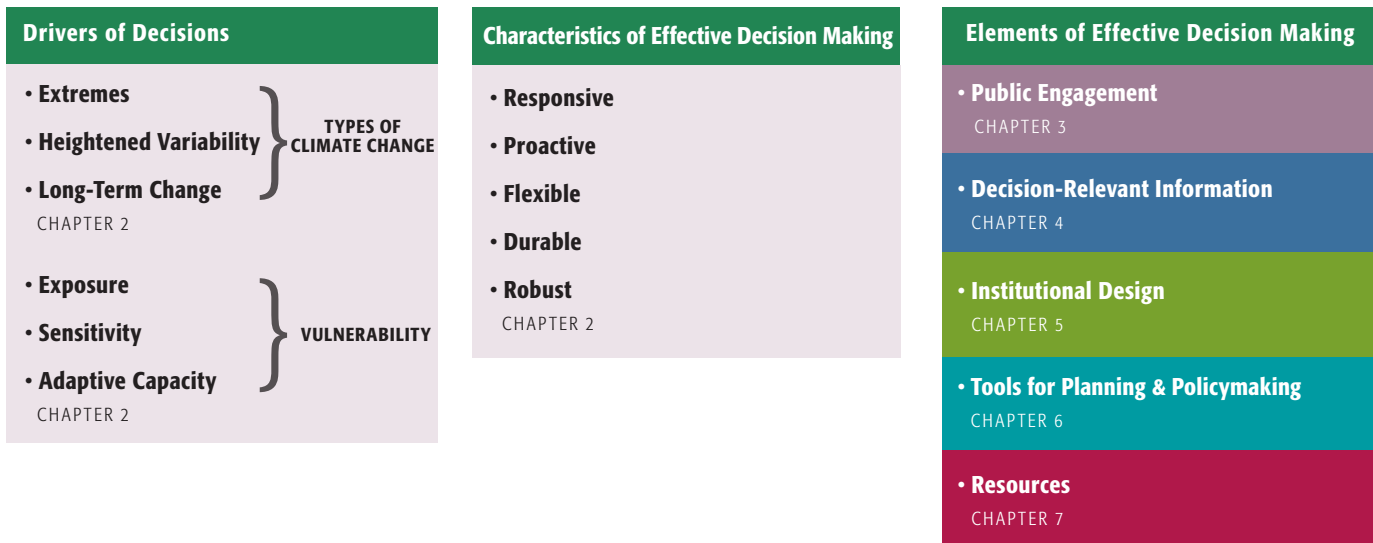 Drivers of Decisions
• Extremes
• Heightened Variability
• Long-Term Change
CHAPTER 2
TYPES OF
CLIMATE CHANGE
• Exposure
• Sensitivity
• Adaptive Capacity
CHAPTER 2
VULNERABILITY
Characteristics of Effective Decision Making
• Responsive
• Proactive
• Flexible
• Durable
• Robust
CHAPTER 2
Elements of Effective Decision Making
• Public Engagement
CHAPTER 3
• Decision-Relevant Information
CHAPTER 4
• Institutional Design
CHAPTER 5
• Tools for Planning & Policymaking
CHAPTER 6
• Resources
CHAPTER 7